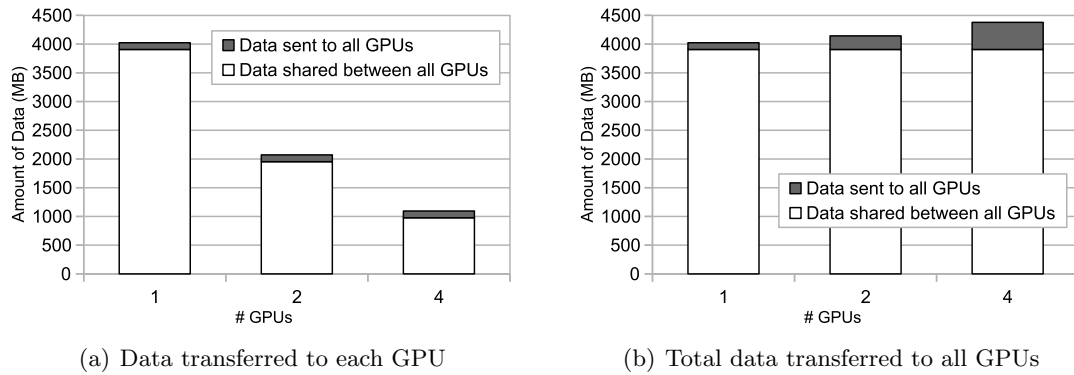 4500
4000
3500
3000
2500
2000
1500
1000
500
0
Amount of Data (MB)
Data sent to all GPUs
Data shared between all GPUs
1 2 4
# GPUs
(a) Data transferred to each GPU
4500
4000
3500
3000
2500
2000
1500
1000
500
0
Amount of Data (MB)
Data sent to all GPUs
Data shared between all GPUs
1 2 4
# GPUs
(b) Total data transferred to all GPUs